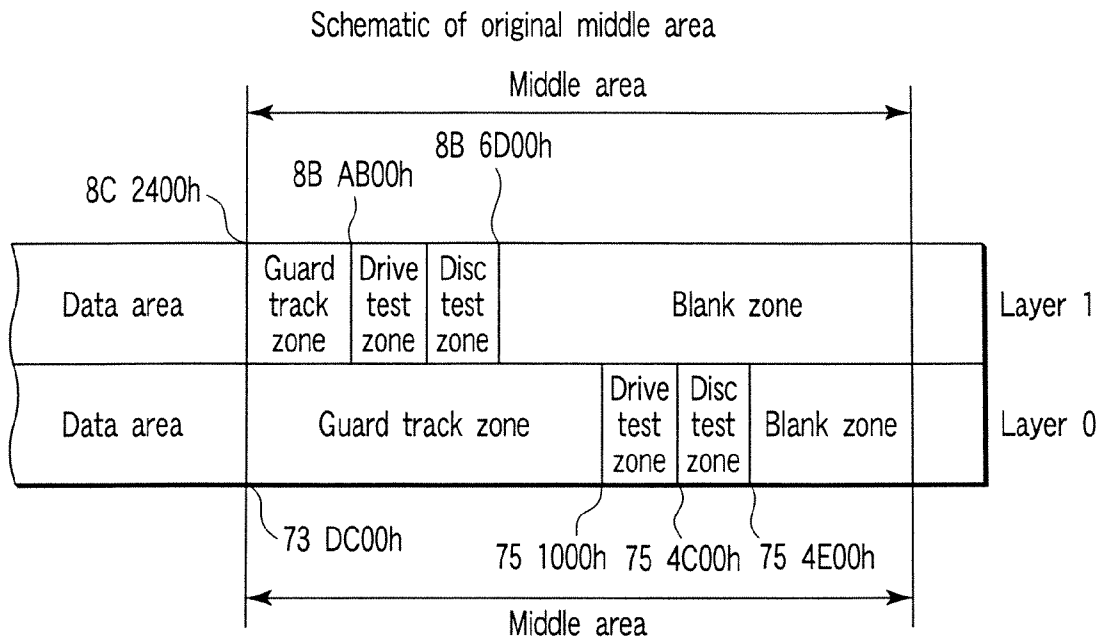 Schematic of original middle area
Middle area
8B 6D00h
8B AB00h
8C 2400h
Data area
Guard
track
zone
Drive
test
zone
Disc
test
zone
Blank zone
Layer 1
Data area
Guard track zone
Drive
test
zone
Disc
test
zone
Blank zone
Layer 0
73 DC00h
75 1000h
75 4C00h
75 4E00h
Middle area